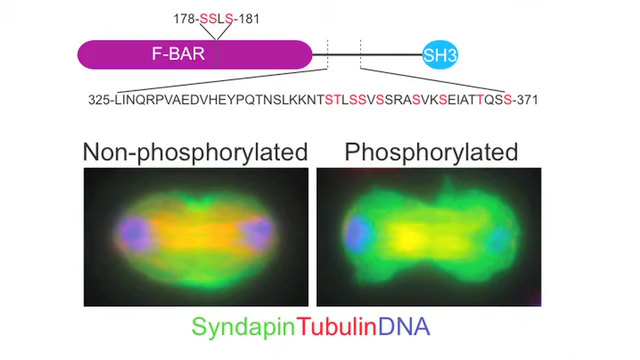 178-SSLS-181
F-BAR
SH3
325-LINQRPVAEDVHEYPQTNSLKKNTSTLSSVSSRASVKSEIATTQSS-371
Non-phosphorylated Phosphorylated
SyndapinTubulinDNA